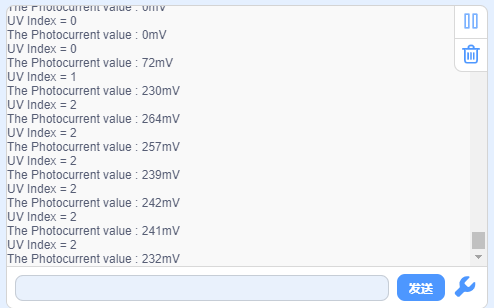 The Photocurrent value : 0mV
UV Index = 0
The Photocurrent value : 0mV
UV Index = 0
The Photocurrent value : 72mV
UV Index = 1
The Photocurrent value : 230mV
UV Index = 2
The Photocurrent value : 264mV
UV Index = 2
The Photocurrent value : 257mV
UV Index = 2
The Photocurrent value : 239mV
UV Index = 2
The Photocurrent value : 242mV
UV Index = 2
The Photocurrent value : 241mV
UV Index = 2
The Photocurrent value : 232mV
发送